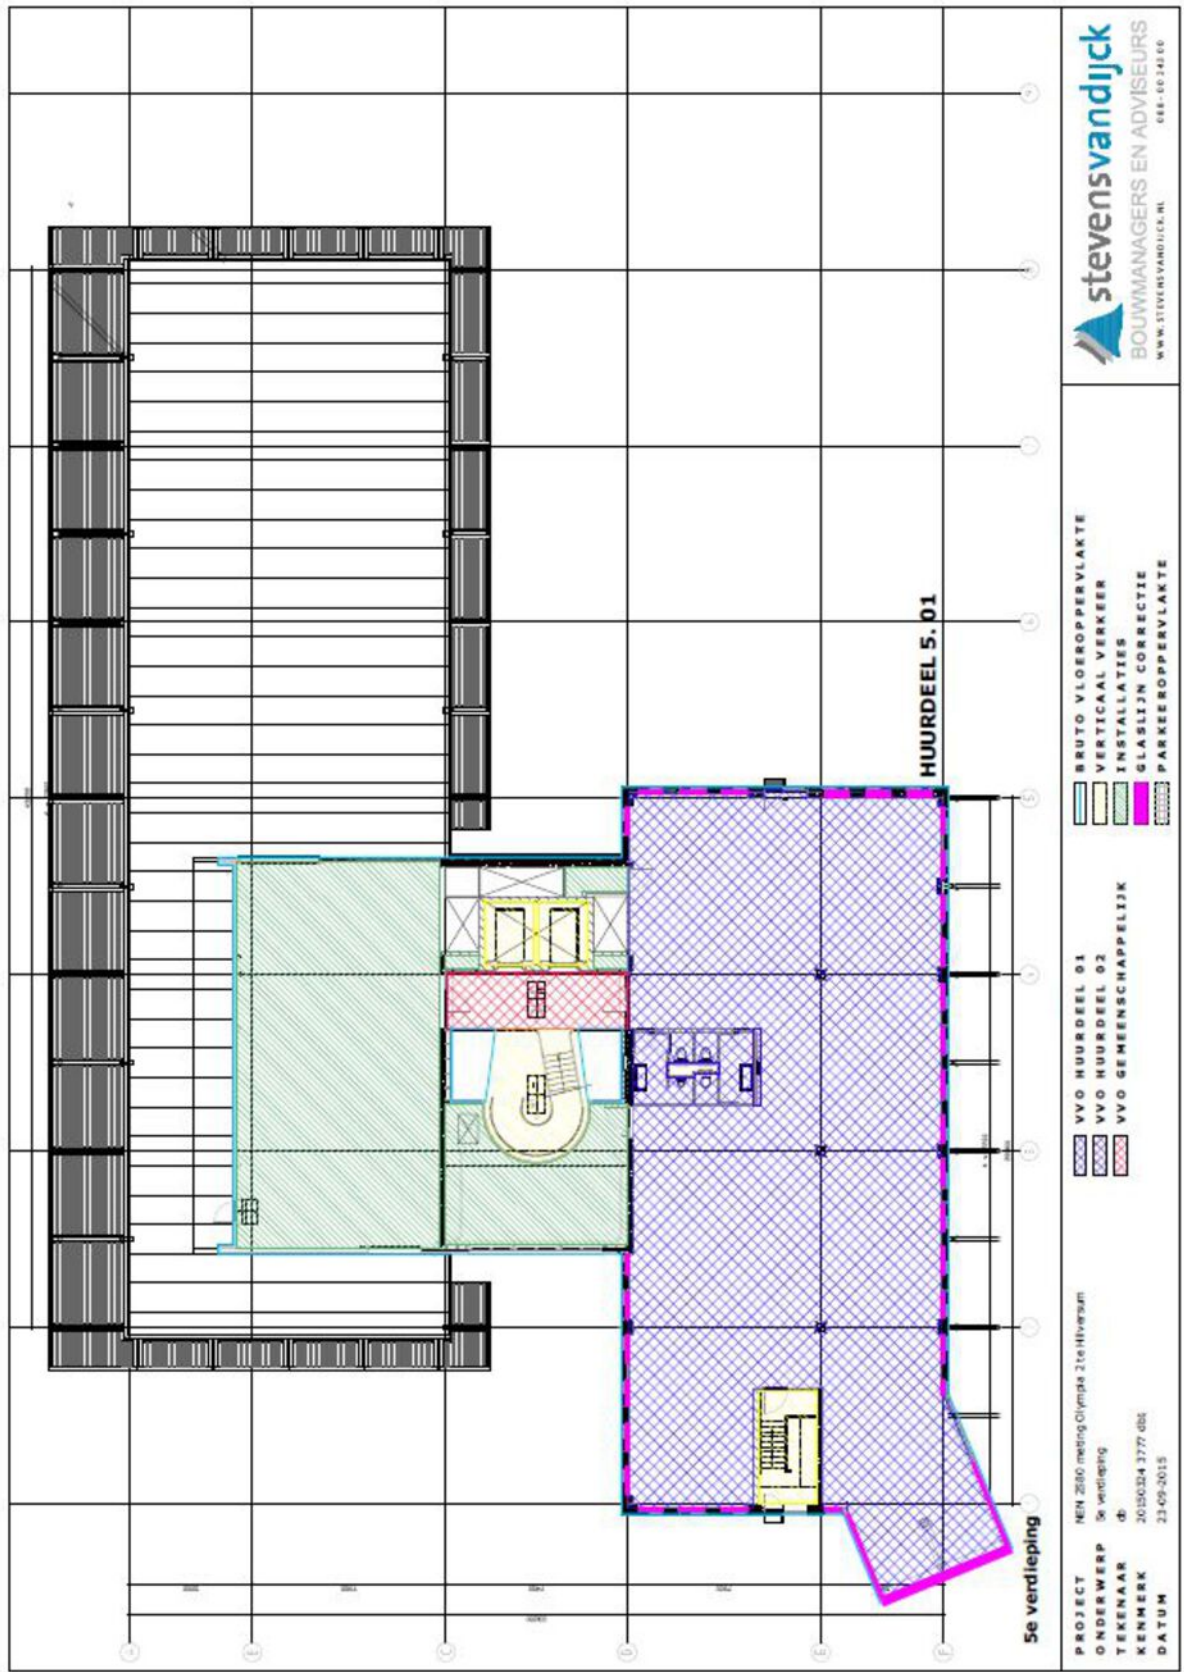 stevensvandijck
BOUWMANAGERS EN ADVISEURS
WWW.STEVENSVANDIJCK.NL
HUURDEEL 5.01
5e verdieping
BRUTO VLOEROPPERVLAKTE
VERTICAAL VERKEER
INSTALLATIES
GLASLIJN CORRECTIE
PARKEEROPPERVLAKTE
VVO HUURDEEL 01
VVO HUURDEEL 02
VVO GEMEENSCHAPPELIJK
PROJECT NEN 2580 meting Olympia 2 te Hilversum
ONDERWERP 5e verdieping
TEKENAAR db
KENMERK 20150324 3777 dbt
DATUM 23-09-2015